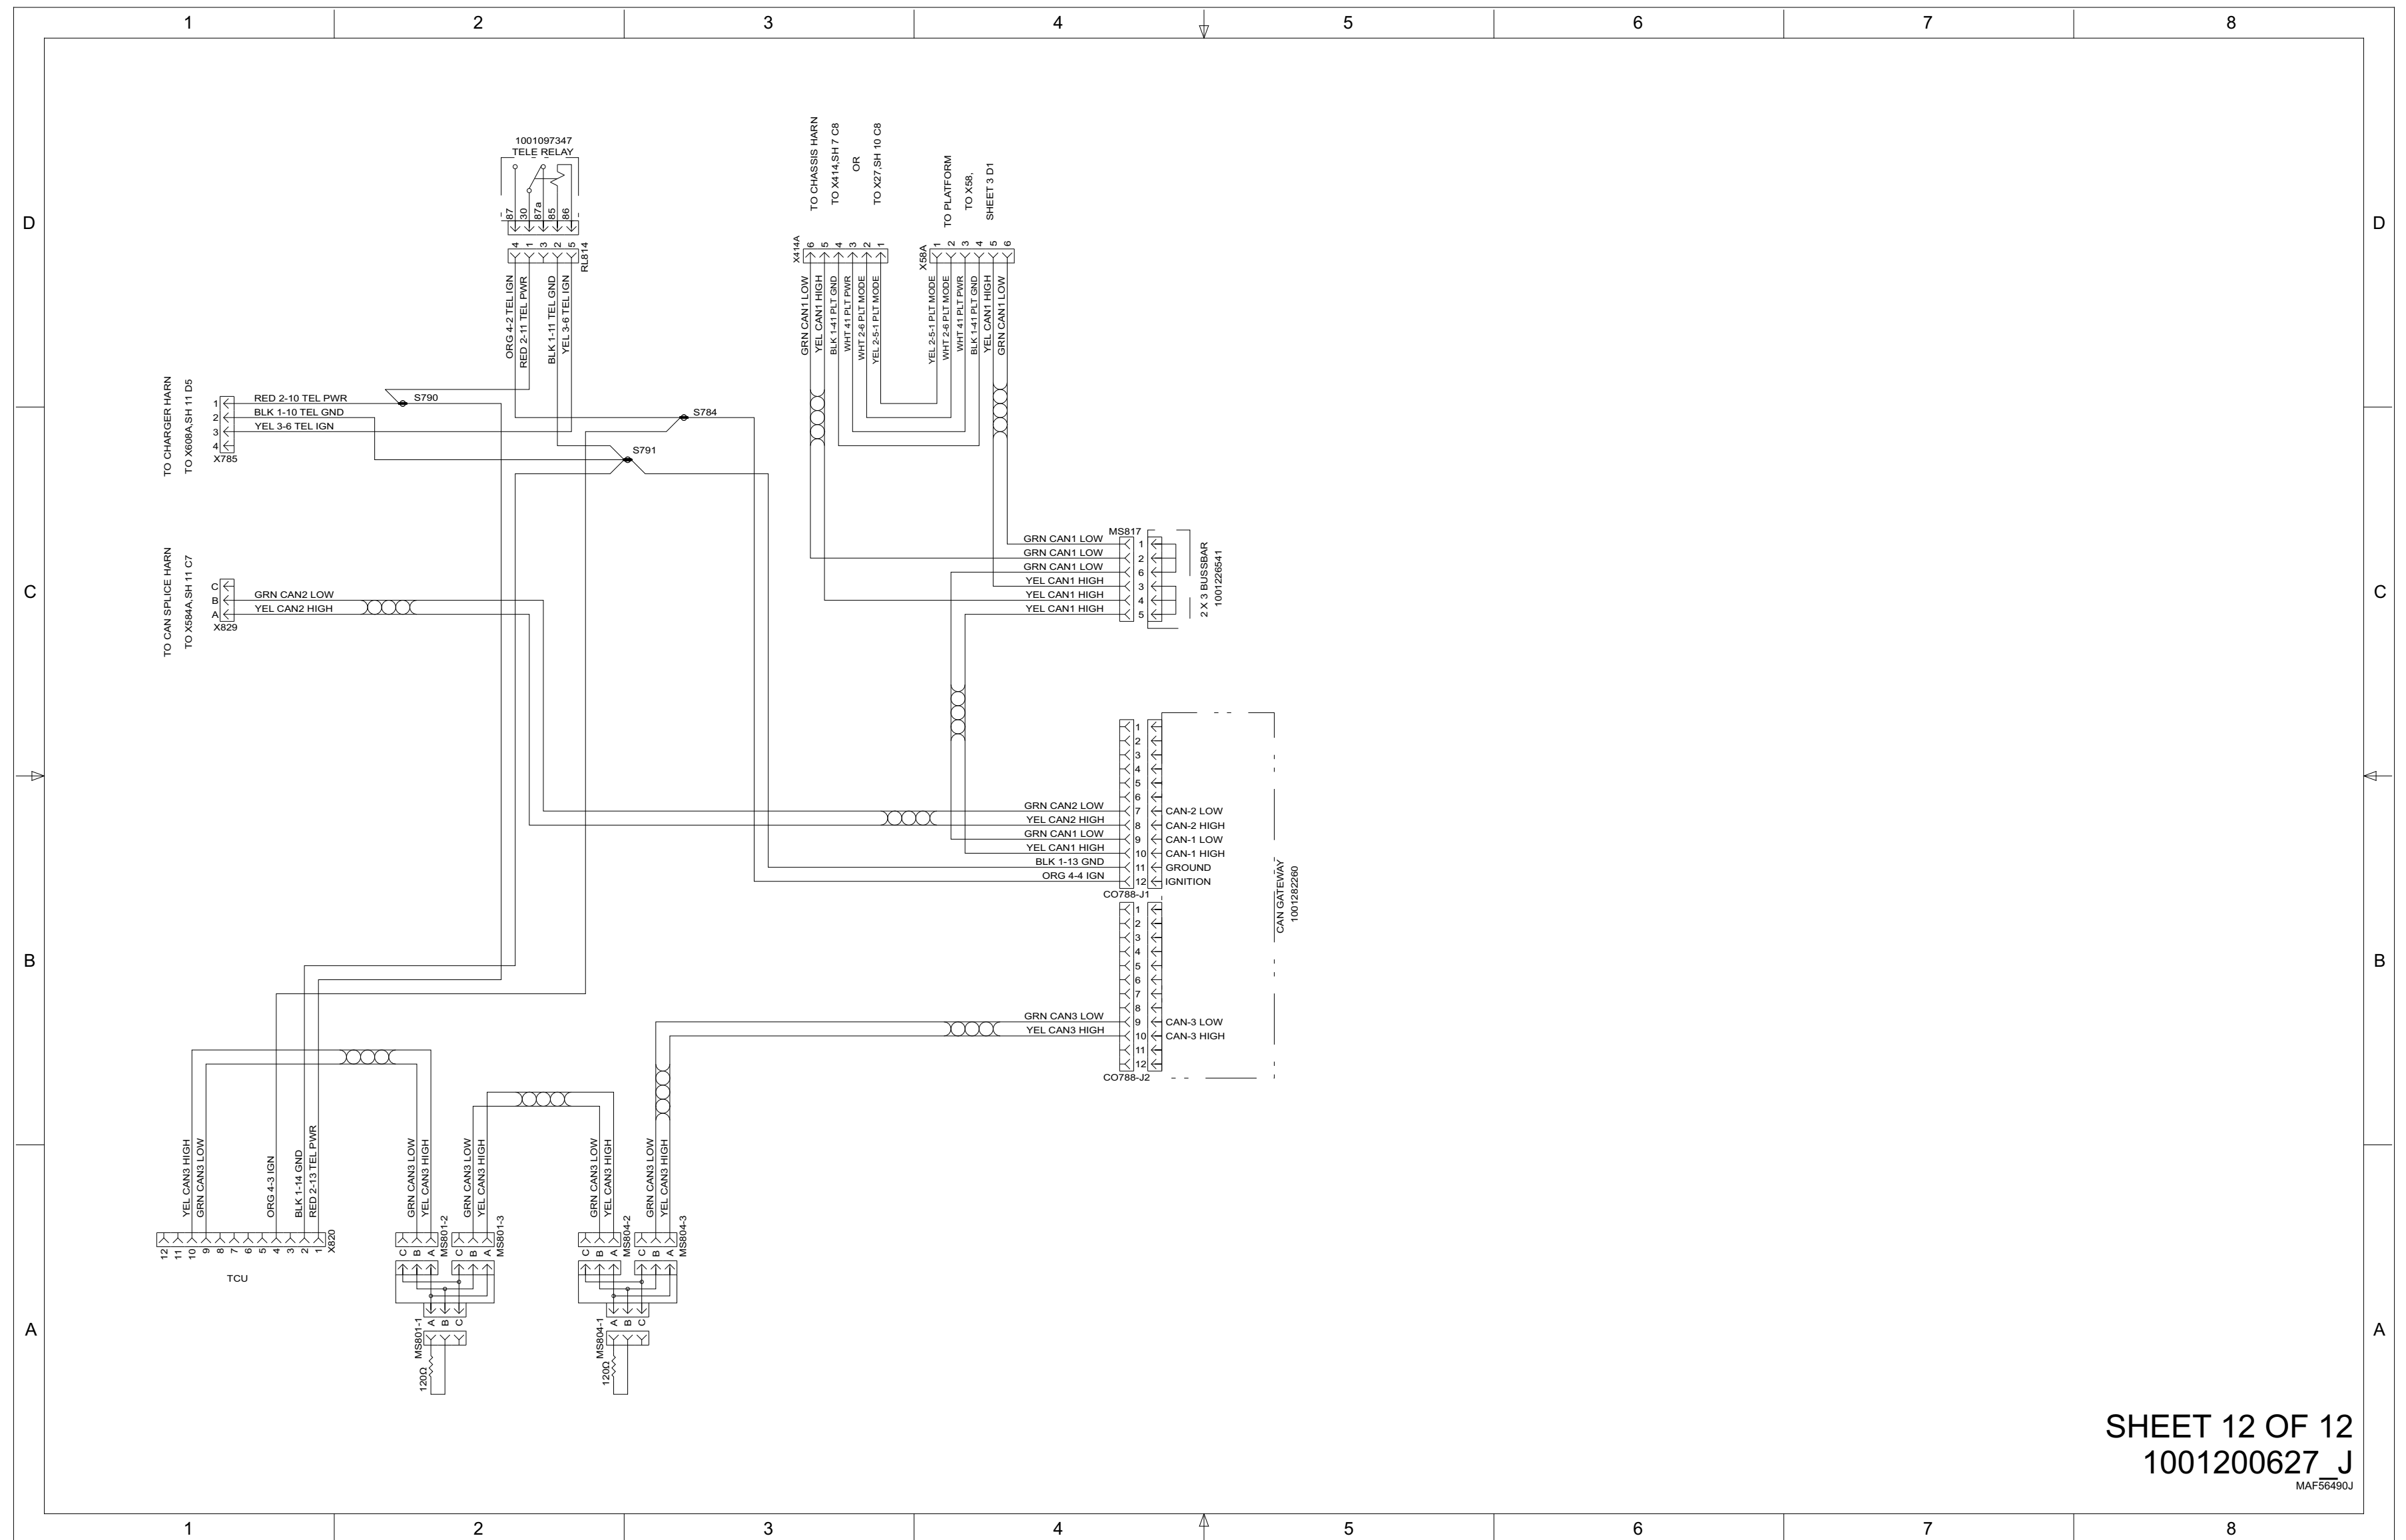 1 2 3 4 5 6 7 8
D
1001097347
TELE RELAY
87
30
87a
85
86
4
1
3
2
5
RL814
ORG 4-2 TEL IGN
RED 2-11 TEL PWR
BLK 1-11 TEL GND
YEL 3-6 TEL IGN
TO CHASSIS HARN
TO X414,SH 7 C8
OR
TO X27,SH 10 C8
X414A
6
5
4
3
2
1
GRN CAN1 LOW
YEL CAN1 HIGH
BLK 1-41 PLT GND
WHT 41 PLT PWR
WHT 2-6 PLT MODE
YEL 2-5-1 PLT MODE
TO PLATFORM
TO X58,
SHEET 3 D1
X58A
1
2
3
4
5
6
YEL 2-5-1 PLT MODE
WHT 2-6 PLT MODE
WHT 41 PLT PWR
BLK 1-41 PLT GND
YEL CAN1 HIGH
GRN CAN1 LOW
D
TO CHARGER HARN
TO X608A,SH 11 D5
1 RED 2-10 TEL PWR
2 BLK 1-10 TEL GND
3 YEL 3-6 TEL IGN
4
X785
S790
S784
S791
C
TO CAN SPLICE HARN
TO X584A,SH 11 C7
C
B GRN CAN2 LOW
A YEL CAN2 HIGH
X829
MS817
GRN CAN1 LOW 1
GRN CAN1 LOW 2
GRN CAN1 LOW 6
YEL CAN1 HIGH 3
YEL CAN1 HIGH 4
YEL CAN1 HIGH 5
2 X 3 BUSSBAR
1001226541
C
1
2
3
4
5
6
GRN CAN2 LOW 7 CAN-2 LOW
YEL CAN2 HIGH 8 CAN-2 HIGH
GRN CAN1 LOW 9 CAN-1 LOW
YEL CAN1 HIGH 10 CAN-1 HIGH
BLK 1-13 GND 11 GROUND
ORG 4-4 IGN 12 IGNITION
CO788-J1
CAN GATEWAY
1001282260
B
1
2
3
4
5
6
7
8
GRN CAN3 LOW 9 CAN-3 LOW
YEL CAN3 HIGH 10 CAN-3 HIGH
11
12
CO788-J2
B
YEL CAN3 HIGH
GRN CAN3 LOW
ORG 4-3 IGN
BLK 1-14 GND
RED 2-13 TEL PWR
12
11
10
9
8
7
6
5
4
3
2
1
X820
TCU
GRN CAN3 LOW
YEL CAN3 HIGH
C
B
A
MS801-2
GRN CAN3 LOW
YEL CAN3 HIGH
C
B
A
MS801-3
GRN CAN3 LOW
YEL CAN3 HIGH
C
B
A
MS804-2
GRN CAN3 LOW
YEL CAN3 HIGH
C
B
A
MS804-3
A
MS801-1
A
B
C
120Ω
MS804-1
A
B
C
120Ω
A
SHEET 12 OF 12
1001200627_J
MAF56490J
1 2 3 4 5 6 7 8